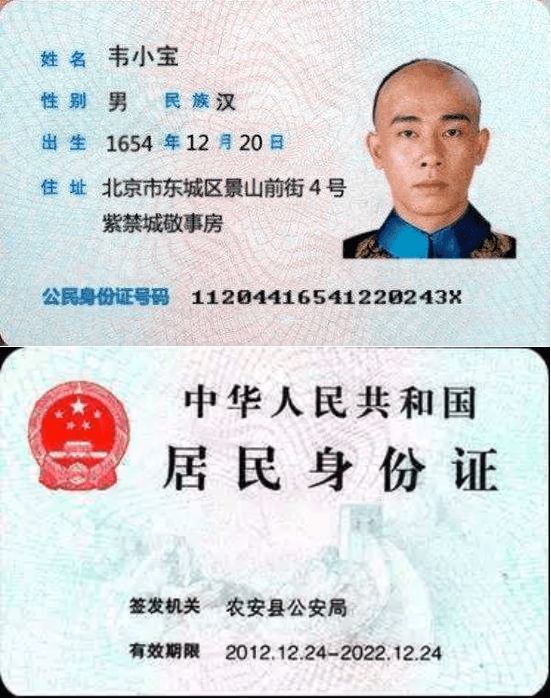 姓名 韦小宝
性别 男 民族 汉
出生 1654 年 12 月 20 日
住址 北京市东城区景山前街4号
紫禁城敬事房
公民身份证号码 11204416541220243X
中华人民共和国
居民身份证
签发机关 农安县公安局
有效期限 2012.12.24-2022.12.24